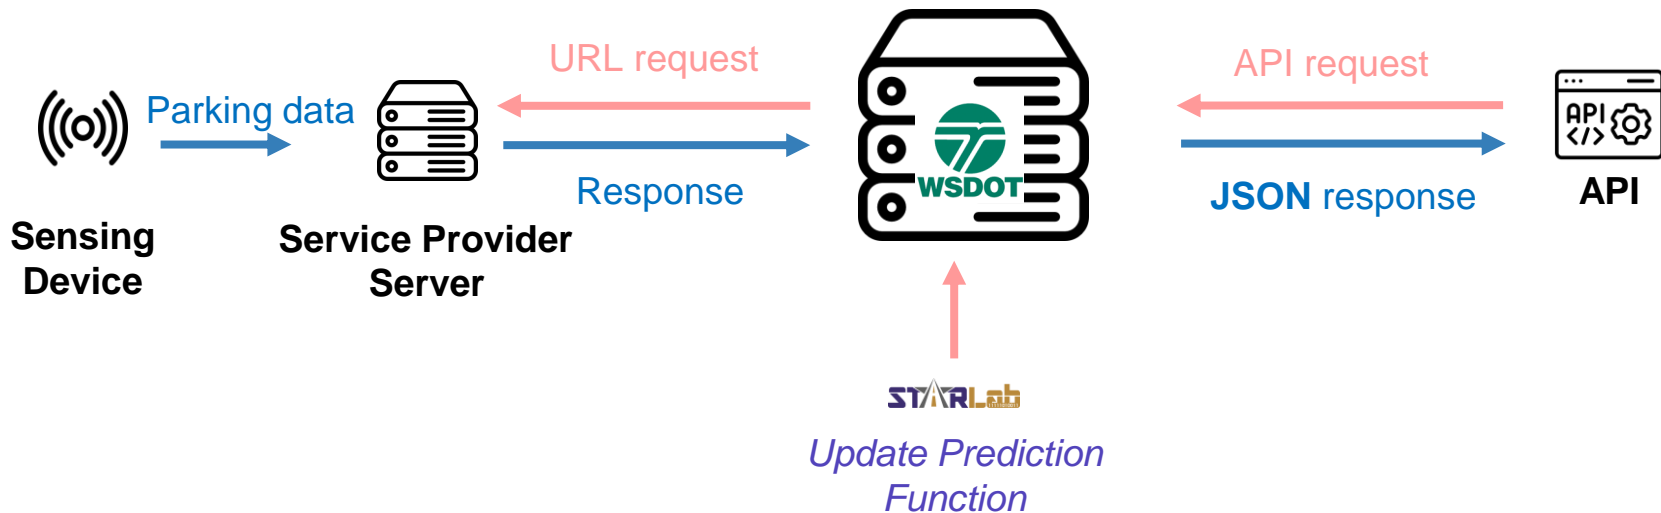 URL request
API request
Parking data
API
</>
WSDOT
Response
JSON response
API
Sensing
Device
Service Provider
Server
STARLab
Update Prediction
Function